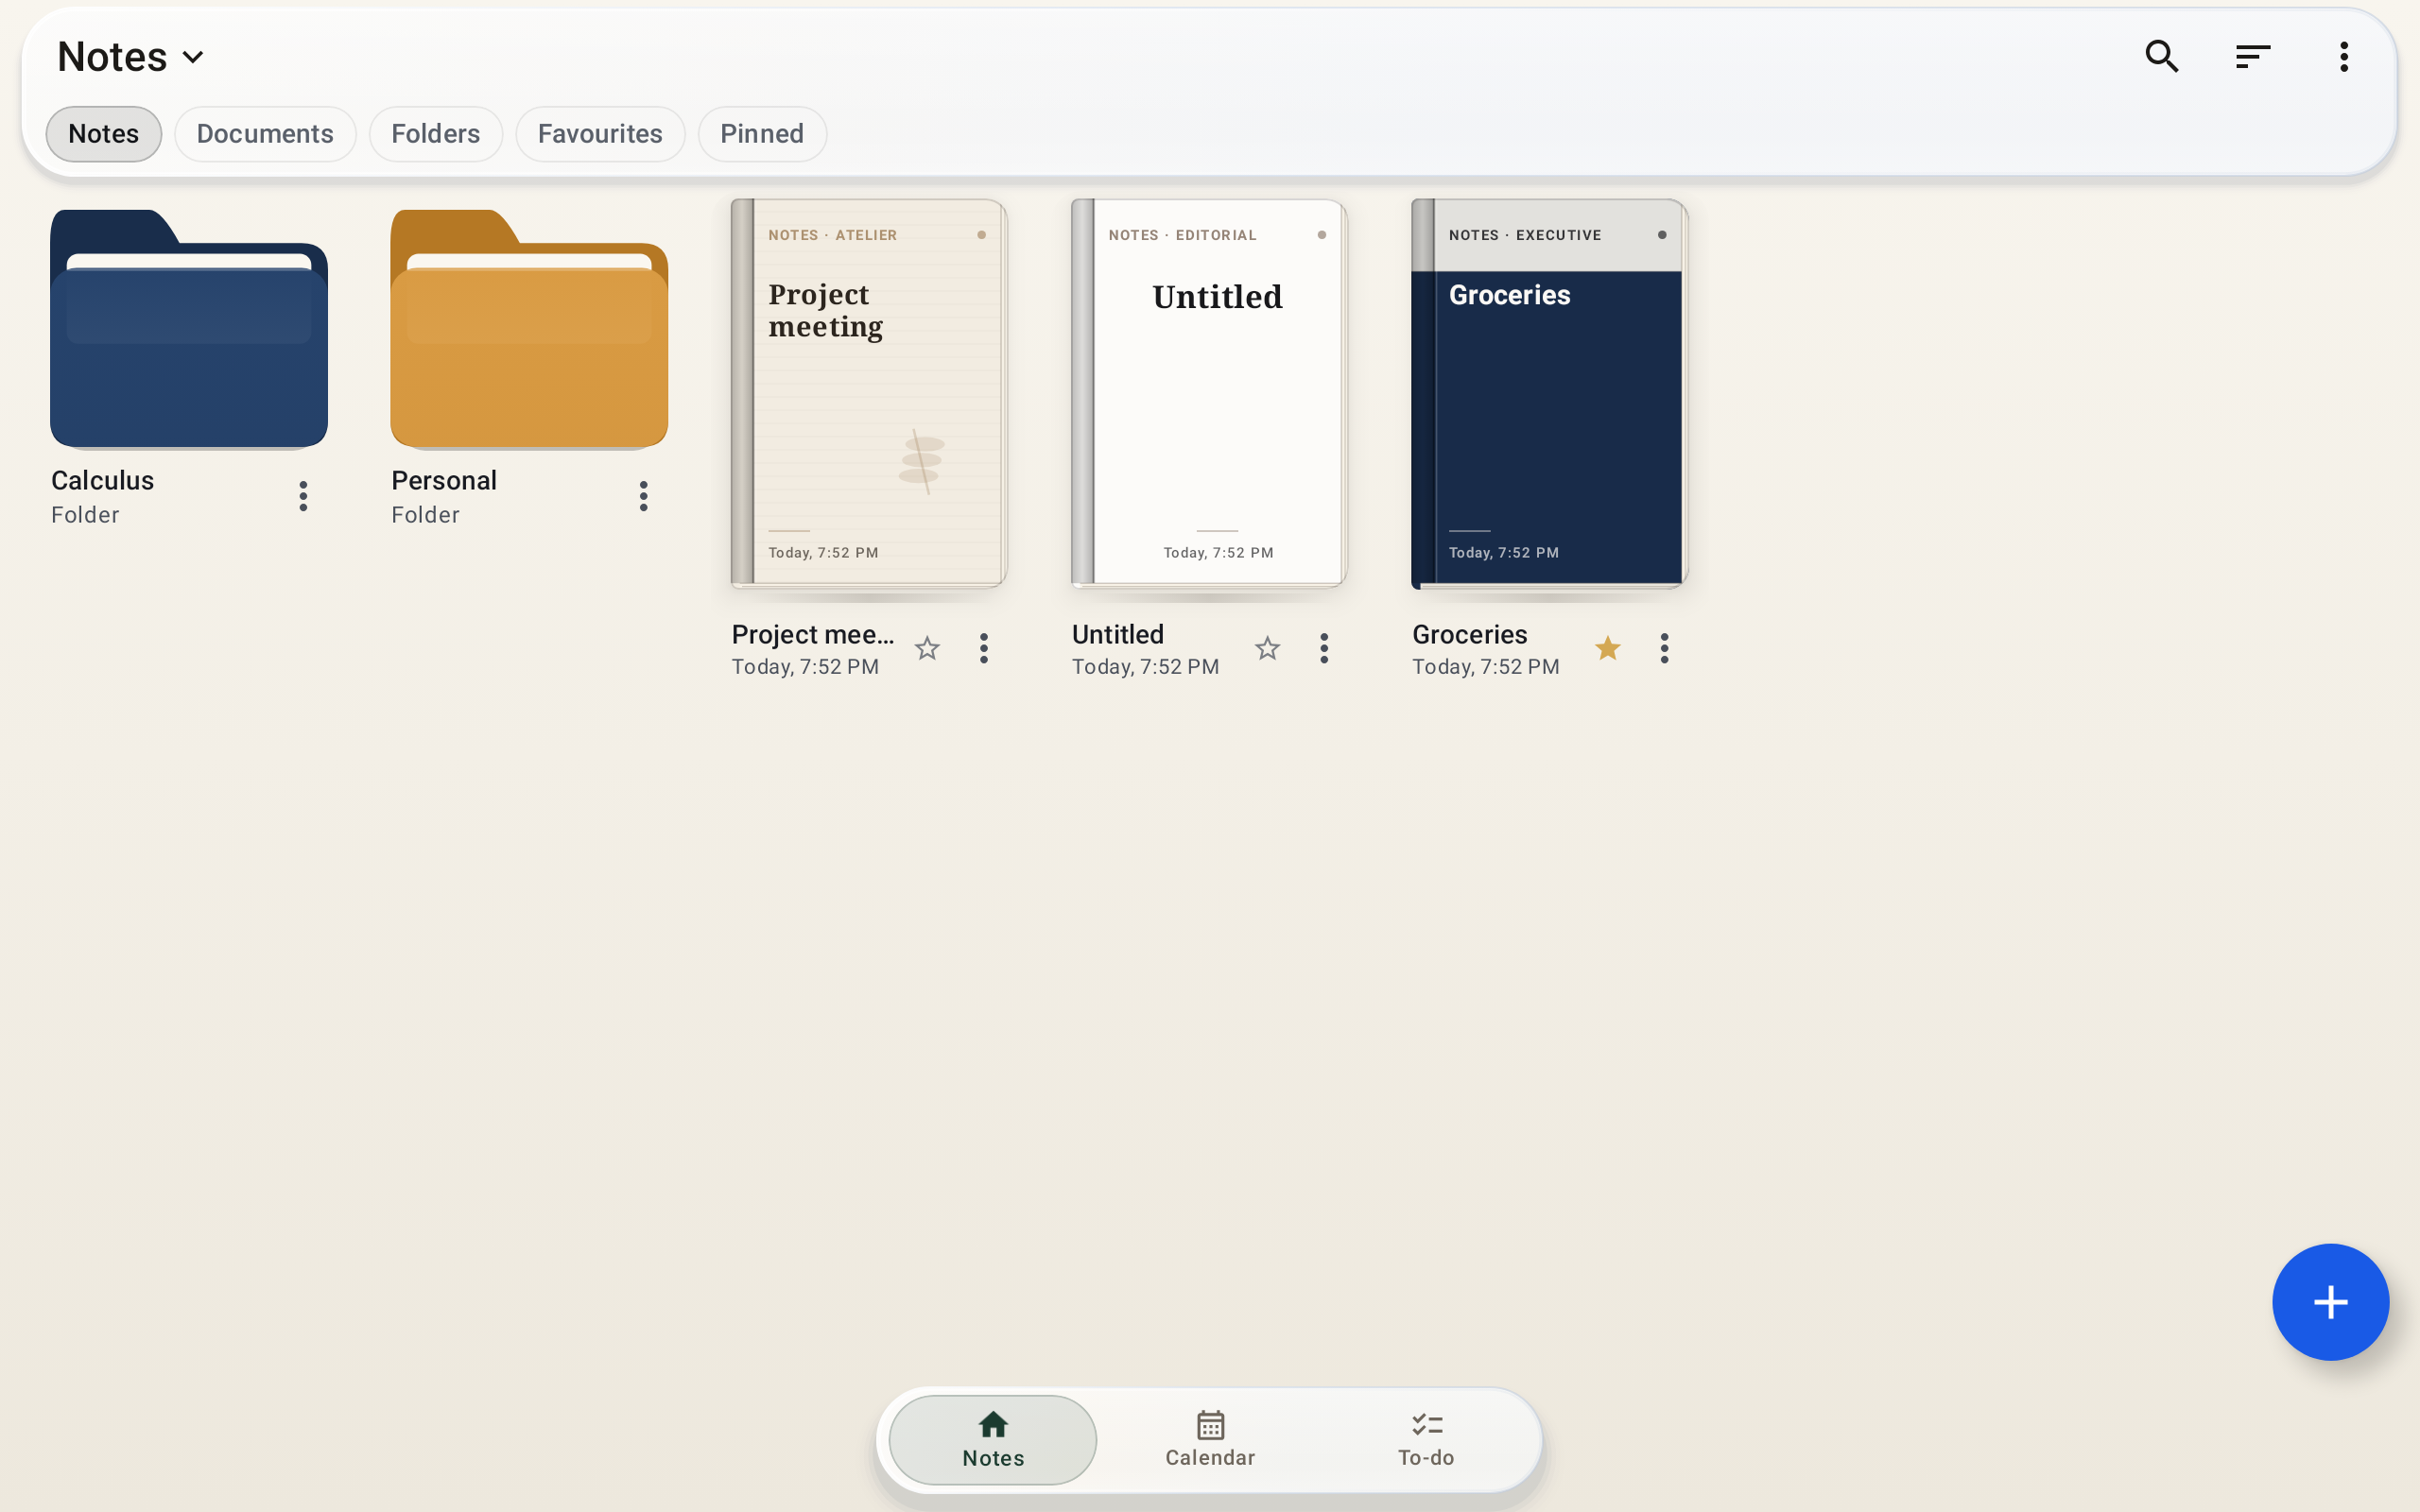 Notes
Notes Documents Folders Favourites Pinned
Calculus
Folder
Personal
Folder
NOTES · ATELIER
Project
meeting
Today, 7:52 PM
Project mee...
Today, 7:52 PM
NOTES · EDITORIAL
Untitled
Today, 7:52 PM
Untitled
Today, 7:52 PM
NOTES · EXECUTIVE
Groceries
Today, 7:52 PM
Groceries
Today, 7:52 PM
Notes Calendar To-do